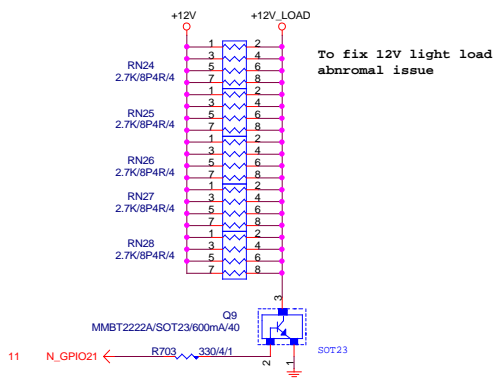 +12V +12V_LOAD
To fix 12V light load
abnromal issue
1 2
3 4
RN24
5 6
2.7K/8P4R/4
7 8
1 2
3 4
RN25
5 6
2.7K/8P4R/4
7 8
1 2
3 4
RN26
5 6
2.7K/8P4R/4
7 8
1 2
RN27
3 4
2.7K/8P4R/4
5 6
7 8
1 2
RN28
3 4
2.7K/8P4R/4
5 6
7 8
3
Q9
MMBT2222A/SOT23/600mA/40
SOT23
11 N_GPIO21 R703 330/4/1
2 1